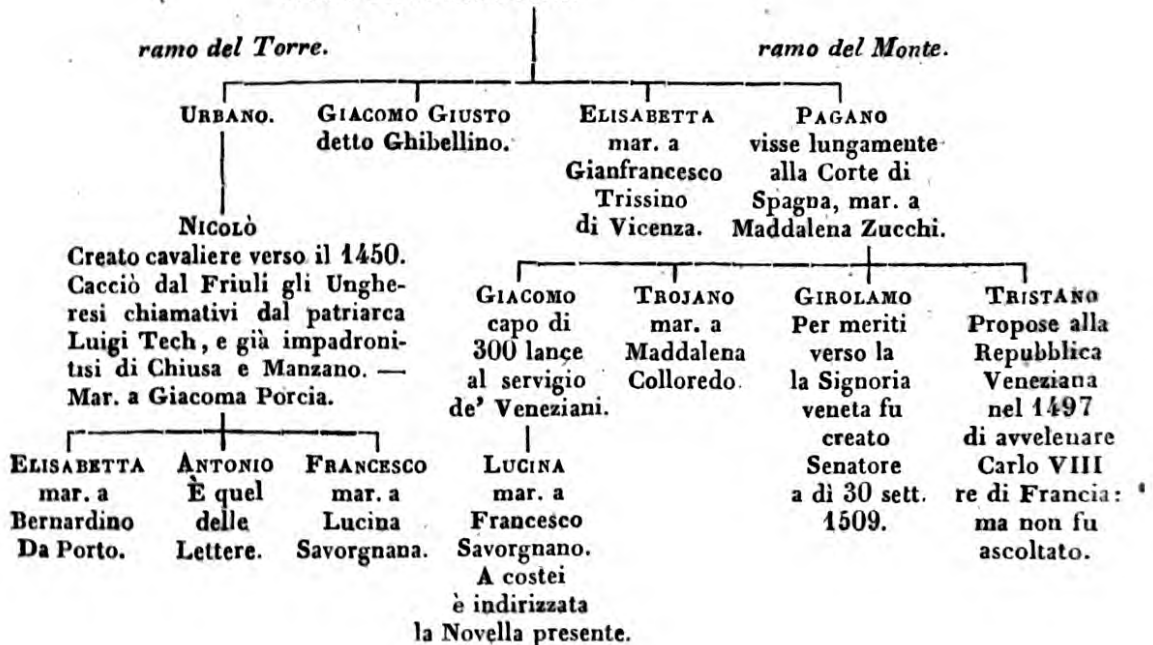 ramo del Torre.
ramo del Monte.
URBANO.
GIACOMO GIUSTO
detto Ghibellino.
ELISABETTA
mar. a
Gianfrancesco
Trissino
di Vicenza.
PAGANO
visse lungamente
alla Corte di
Spagna, mar. a
Maddalena Zucchi.
NICOLÒ
Creato cavaliere verso il 1450.
Cacciò dal Friuli gli Unghe-
resi chiamativi dal patriarca
Luigi Tech, e già impadroni-
tisi di Chiusa e Manzano. —
Mar. a Giacoma Porcia.
GIACOMO
capo di
300 lance
al servigio
de' Veneziani.
TROJANO
mar. a
Maddalena
Colloredo.
GIROLAMO
Per meriti
verso la
la Signoria
veneta fu
creato
Senatore
a dì 30 sett.
1509.
TRISTANO
Propose alla
Repubblica
Veneziana
nel 1497
di avvelenare
Carlo VIII
re di Francia:
ma non fu
ascoltato.
ELISABETTA
mar. a
Bernardino
Da Porto.
ANTONIO
È quel
delle
Lettere.
FRANCESCO
mar. a
Lucina
Savorgnana.
LUCINA
mar. a
Francesco
Savorgnano.
A costei
è indirizzata
la Novella presente.